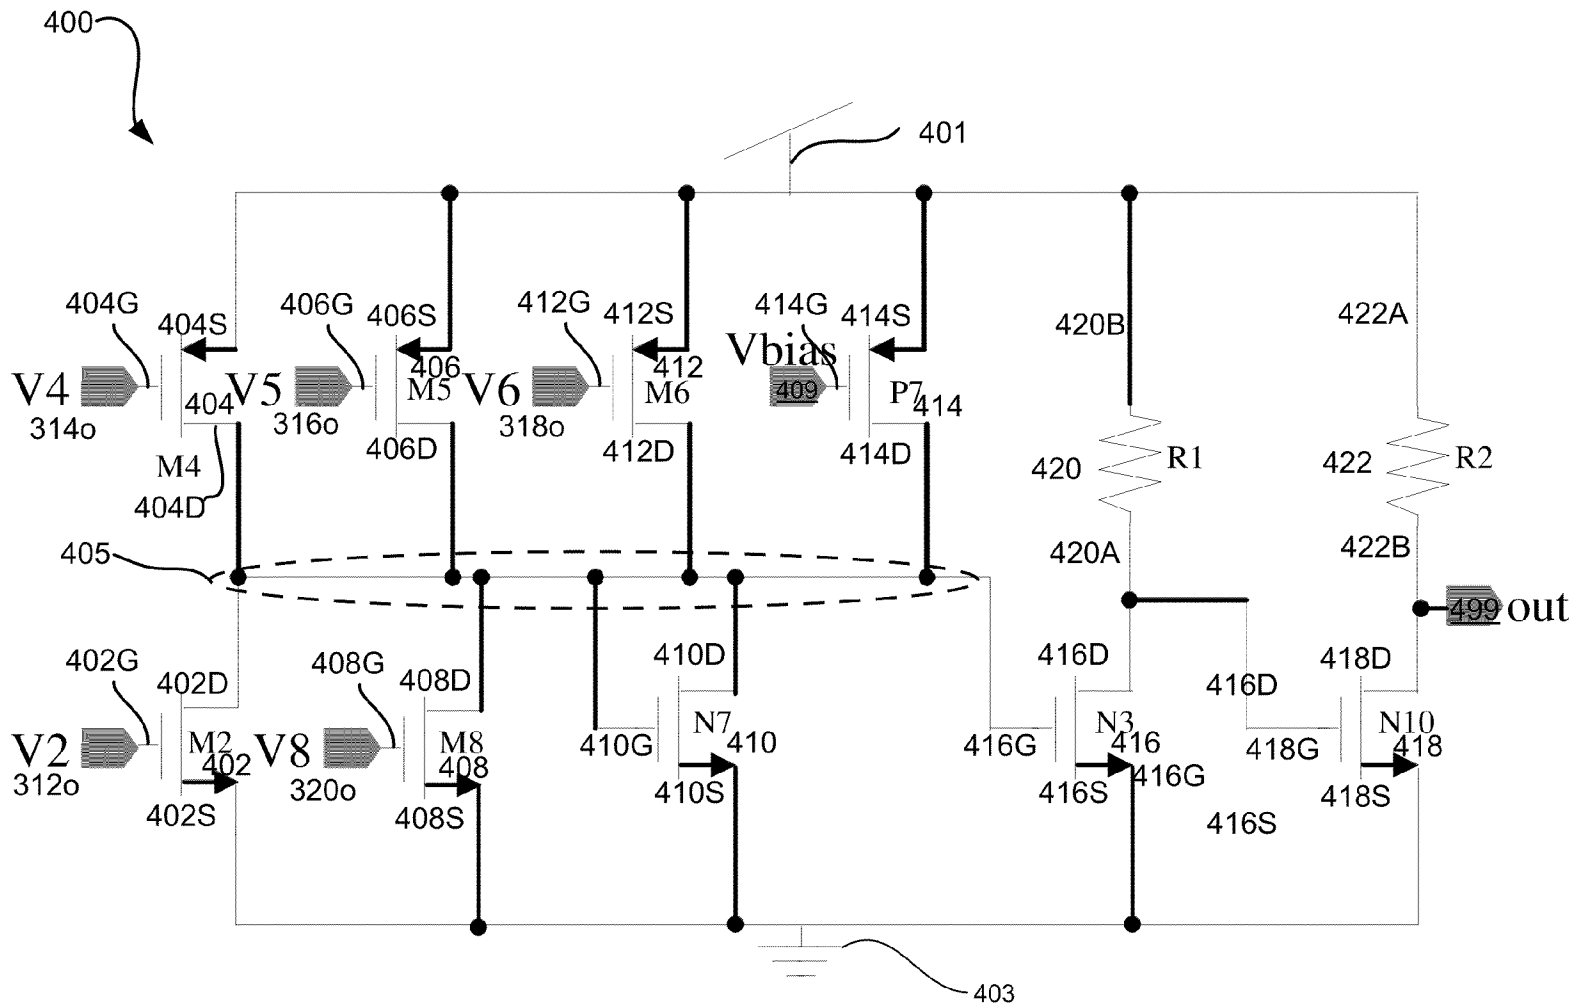 400
401
404G
404S
406G
406S
412G
412S
414G
414S
420B
422A
Vbias
V4
314o
404
V5
316o
406
M5
V6
318o
412
M6
409
P7
414
M4
404D
406D
412D
414D
420
R1
422
R2
405
420A
422B
499
out
402G
402D
408G
408D
410D
416D
416D
418D
V2
312o
M2
402
V8
320o
M8
408
410G
N7
410
416G
N3
416
416G
418G
N10
418
402S
408S
410S
416S
416S
418S
403